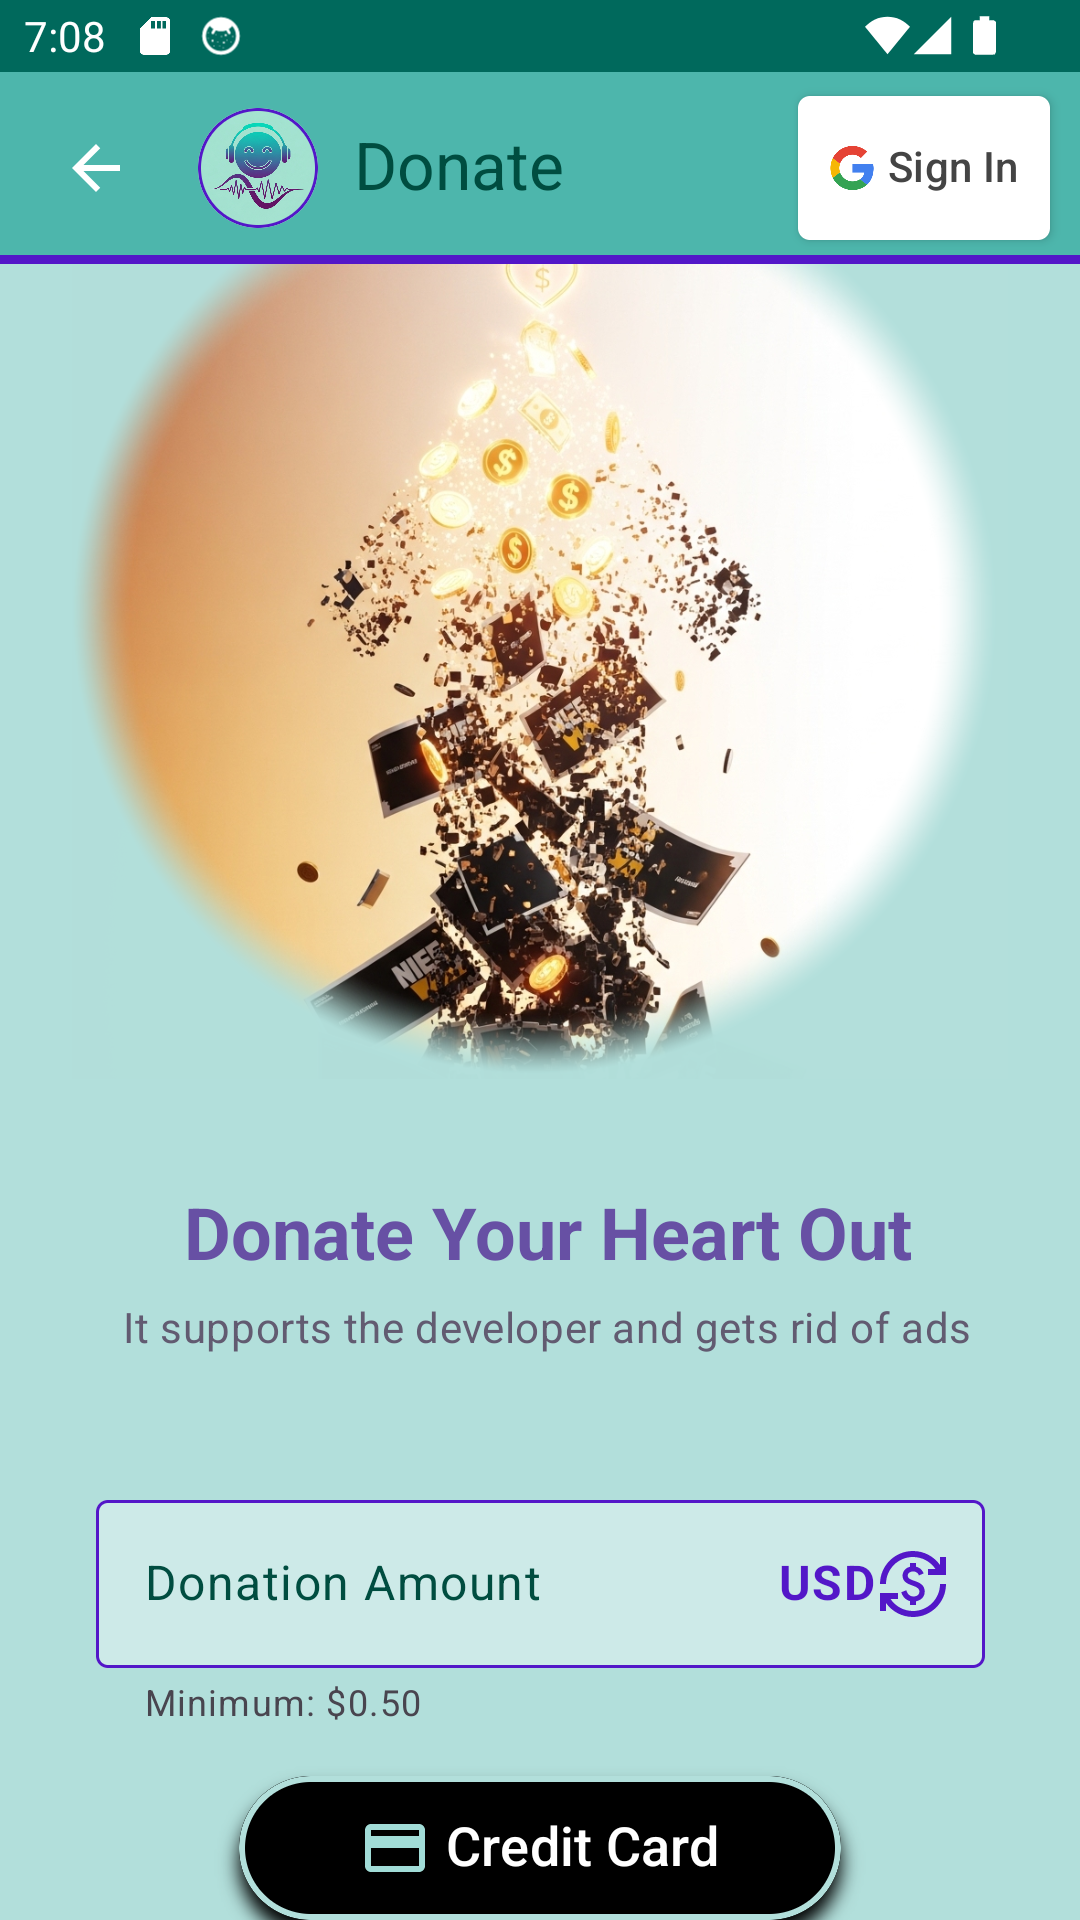 7:08
Donate
Sign In
Donate Your Heart Out
It supports the developer and gets rid of ads
Donation Amount
USD
Minimum: $0.50
Credit Card